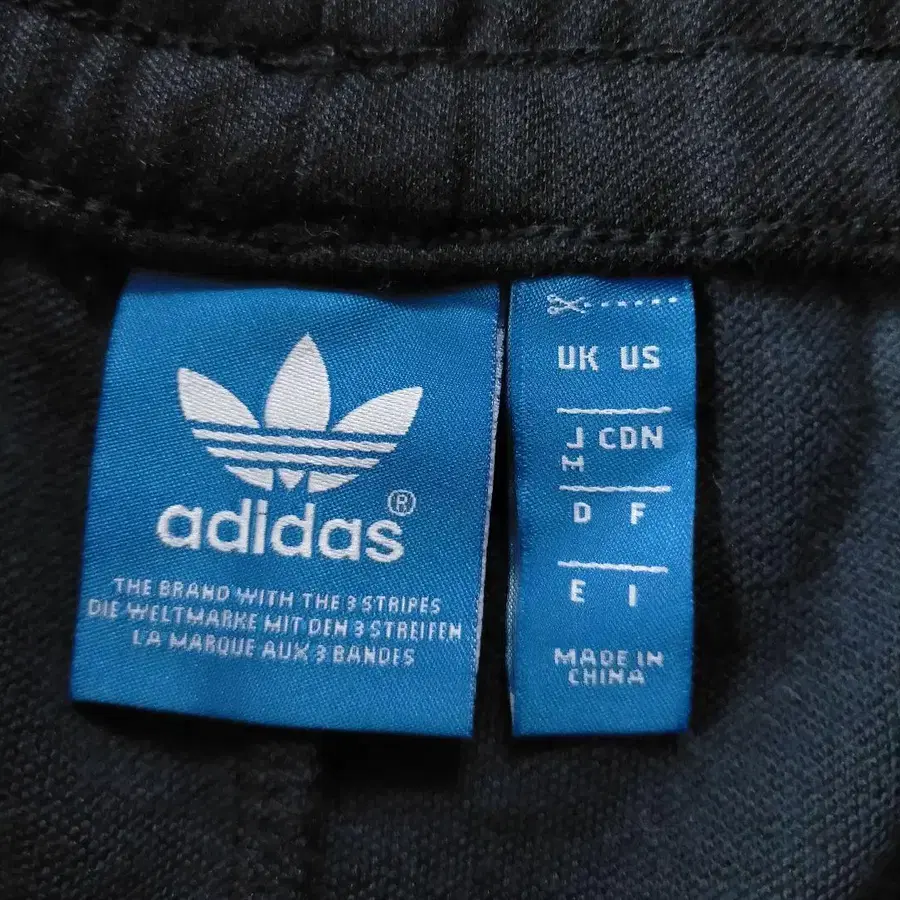 adidas®
THE BRAND WITH THE 3 STRIPES
DIE WELTMARKE MIT DEN 3 STREIFEN
LA MARQUE AUX 3 BANDES
UK US
J CDN
M
D F
E I
MADE IN
CHINA